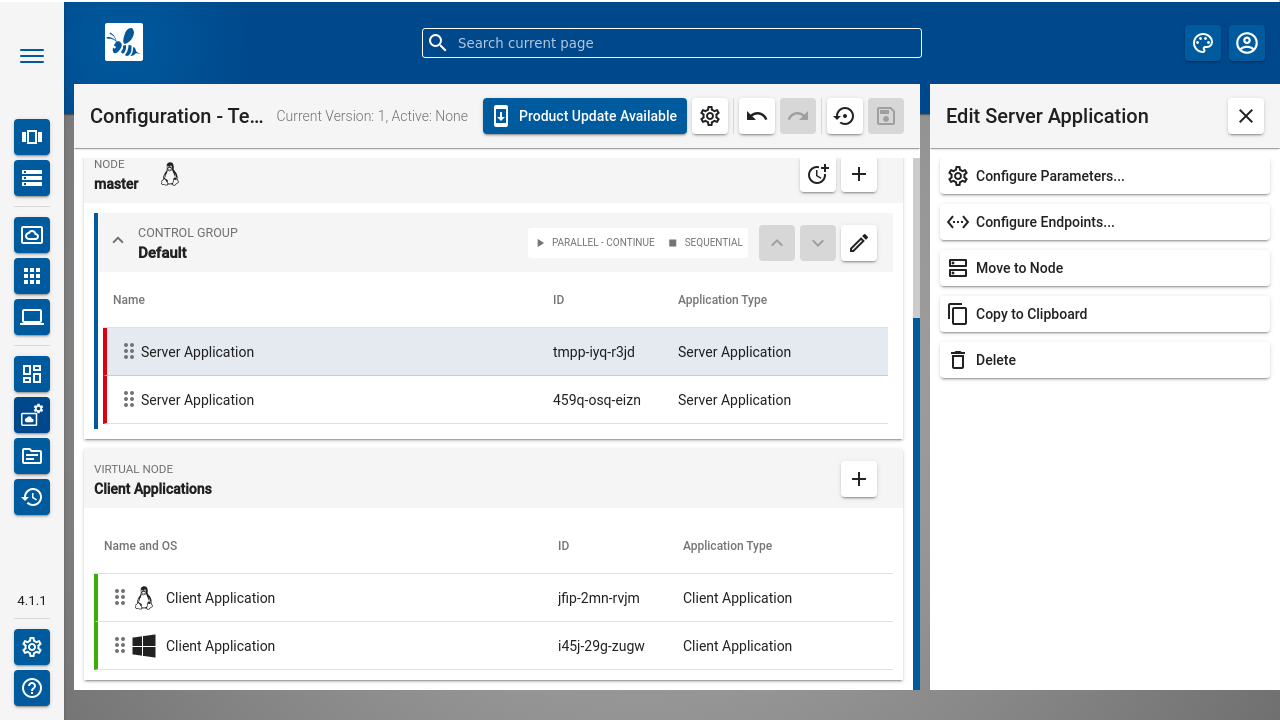 Search current page
Configuration - Te...
Current Version: 1, Active: None
Product Update Available
Edit Server Application
NODE
master
CONTROL GROUP
Default
PARALLEL - CONTINUE
SEQUENTIAL
Name ID Application Type
Server Application tmpp-iyq-r3jd Server Application
Server Application 459q-osq-eizn Server Application
VIRTUAL NODE
Client Applications
Name and OS ID Application Type
Client Application jfip-2mn-rvjm Client Application
Client Application i45j-29g-zugw Client Application
Configure Parameters...
Configure Endpoints...
Move to Node
Copy to Clipboard
Delete
4.1.1